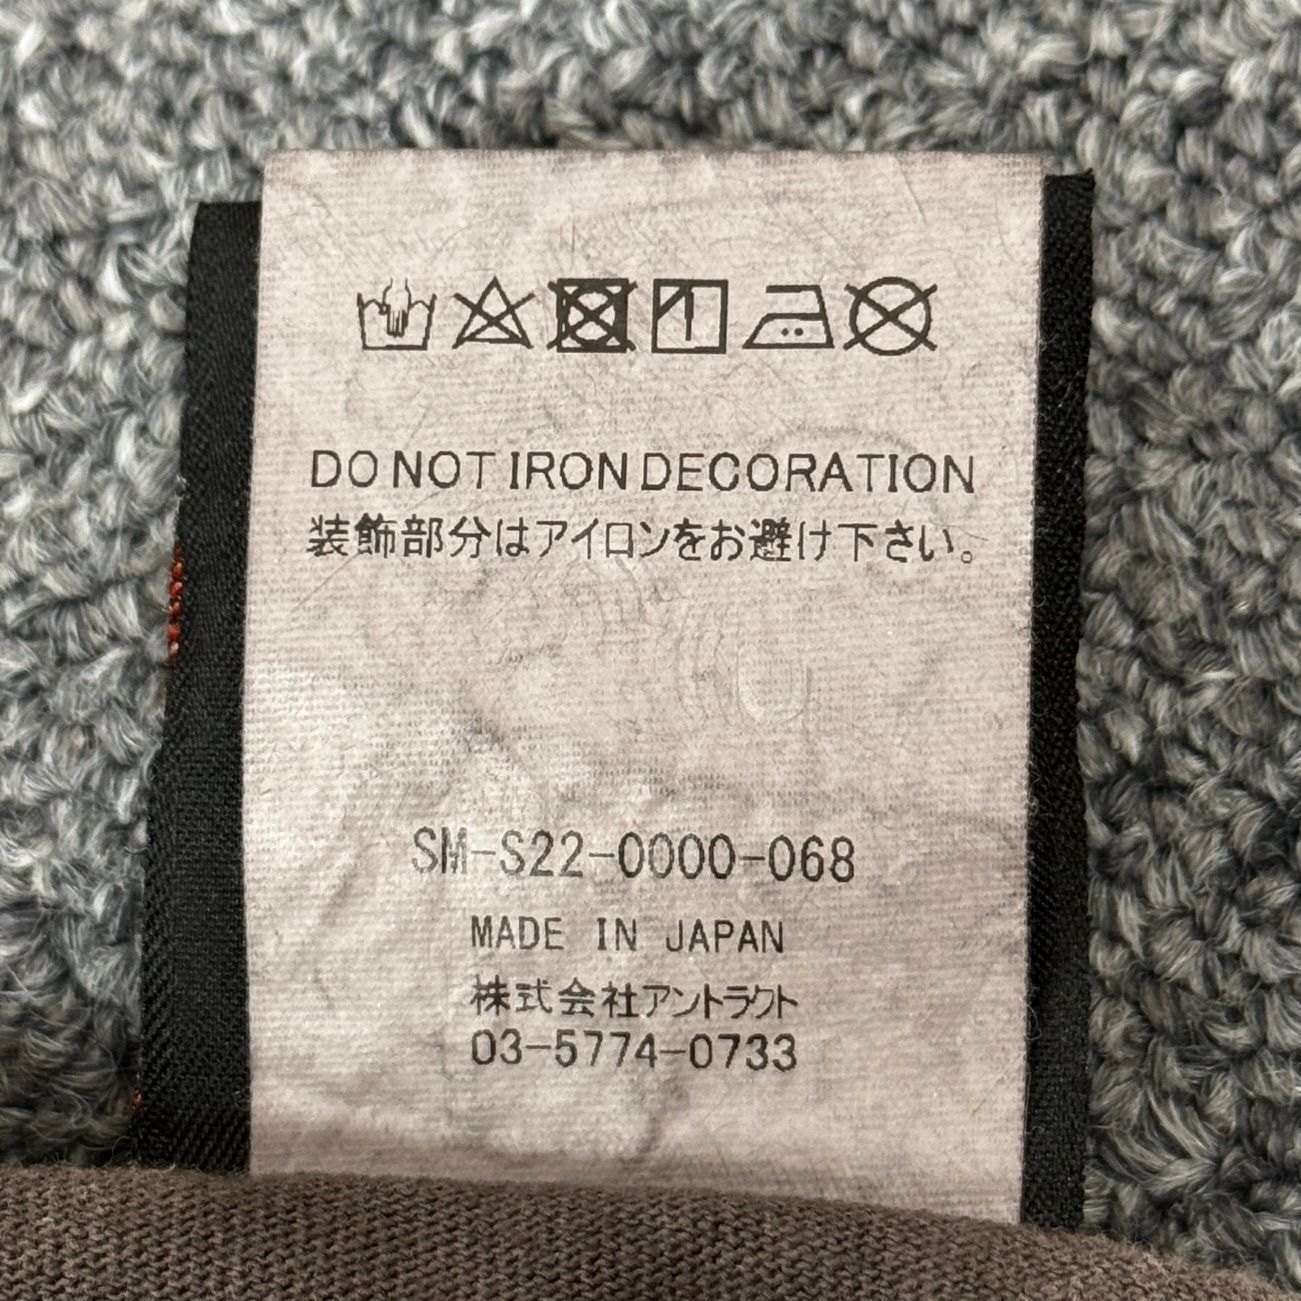 DO NOT IRON DECORATION
装飾部分はアイロンをお避け下さい。
SM-S22-0000-068
MADE IN JAPAN
株式会社アントラクト
03-5774-0733